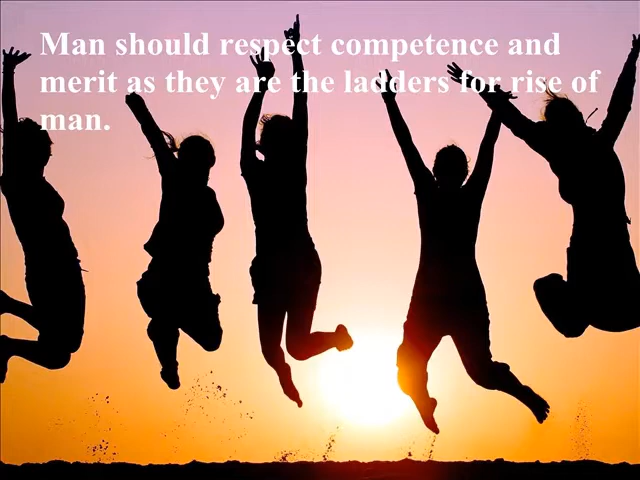 Man should respect competence and
merit as they are the ladders for rise of
man.